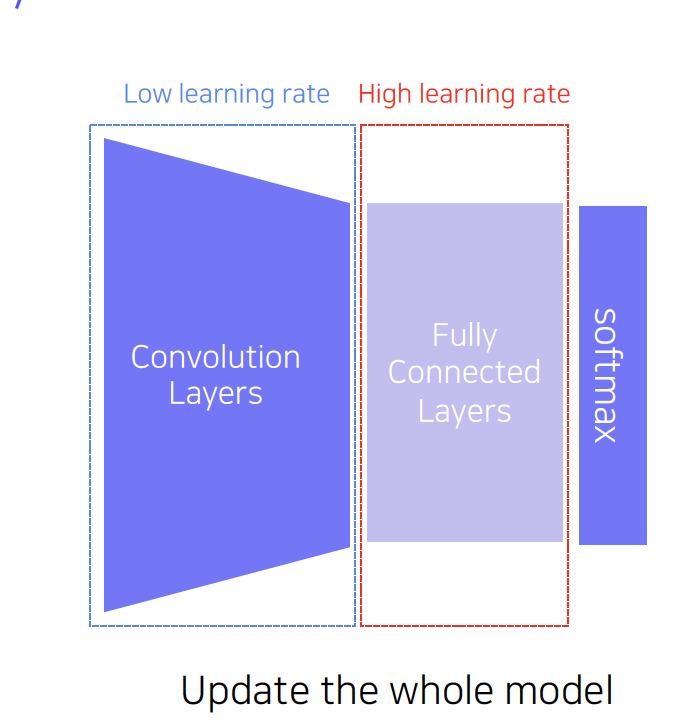 Low learning rate
High learning rate
Convolution
Layers
Fully
Connected
Layers
softmax
Update the whole model